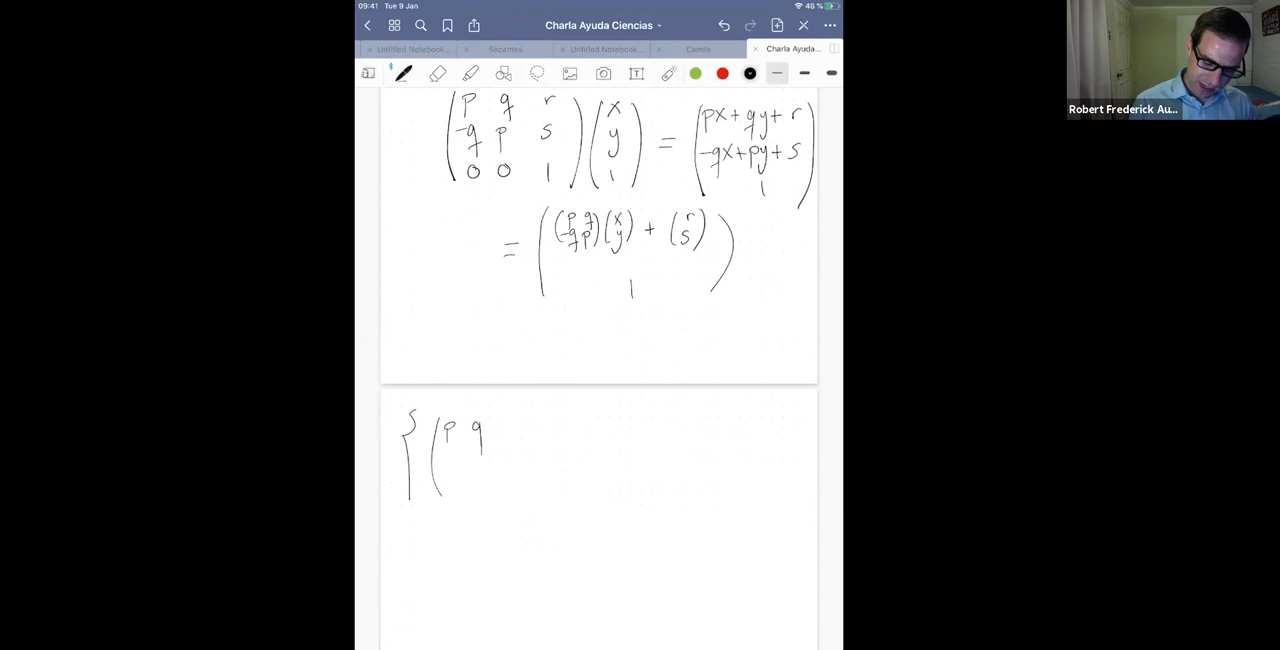 09:41 Tue 9 Jan
48 %
Charla Ayuda Ciencias
Untitled Notebook...
Secantes
Untitled Notebook...
Camila
Charla Ayuda...
Robert Frederick Au...
p q r x px + qy + r
-q p s y = -qx + py + s
0 0 1 1 1
= (p q) (x) + (r)
(-q p) (y) (s)
1
{ ( p q